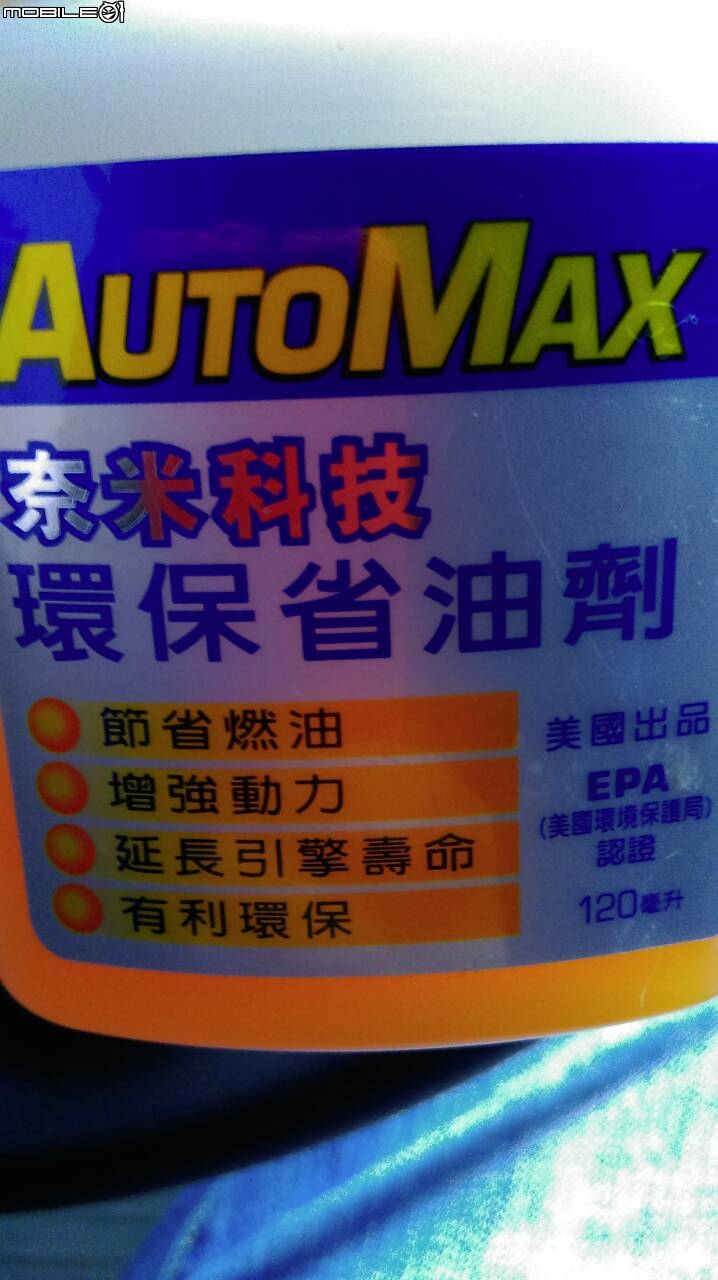 MOBILE01
AUTOMAX
奈米科技
環保省油劑
節省燃油
增強動力
延長引擎壽命
有利環保
美國出品
EPA
(美國環境保護局)
認證
120毫升